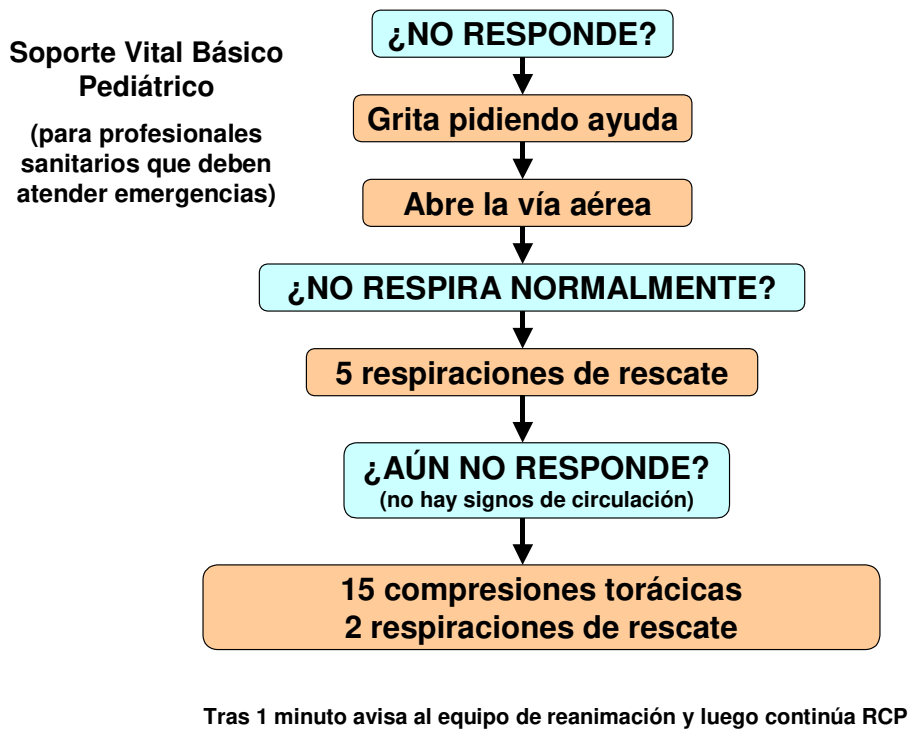 Soporte Vital Básico
Pediátrico
(para profesionales
sanitarios que deben
atender emergencias)
¿NO RESPONDE?
Grita pidiendo ayuda
Abre la vía aérea
¿NO RESPIRA NORMALMENTE?
5 respiraciones de rescate
¿AÚN NO RESPONDE?
(no hay signos de circulación)
15 compresiones torácicas
2 respiraciones de rescate
Tras 1 minuto avisa al equipo de reanimación y luego continúa RCP